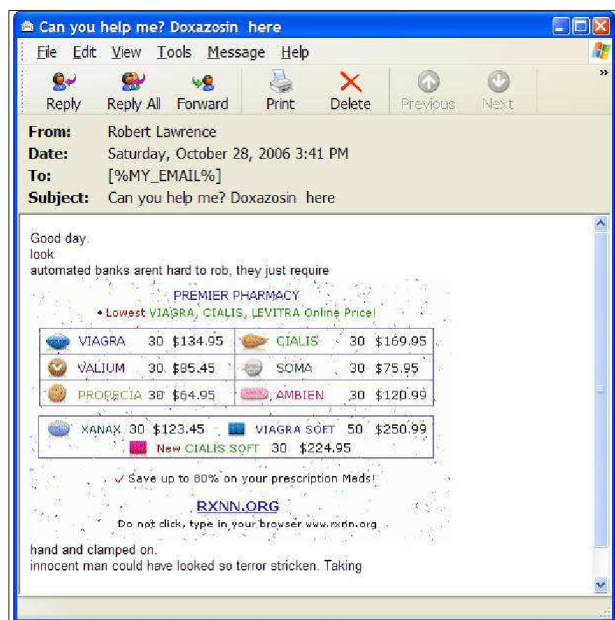 Can you help me? Doxazosin here
File Edit View Tools Message Help
Reply Reply All Forward Print Delete Previous Next
From: Robert Lawrence
Date: Saturday, October 28, 2006 3:41 PM
To: [%MY_EMAIL%]
Subject: Can you help me? Doxazosin here
Good day.
look
automated banks arent hard to rob, they just require
PREMIER PHARMACY
• Lowest VIAGRA, CIALIS, LEVITRA Online Price!
VIAGRA 30 $134.95 CIALIS 30 $169.95
VALIUM 30 $85.45 SOMA 30 $75.95
PROPECIA 30 $64.95 AMBIEN 30 $120.99
XANAX 30 $123.45 VIAGRA SOFT 50 $250.99
New CIALIS SOFT 30 $224.95
✓ Save up to 80% on your prescription Meds!
RXNN.ORG
Do not click, type in your browser www.rxnn.org
hand and clamped on.
innocent man could have looked so terror stricken. Taking